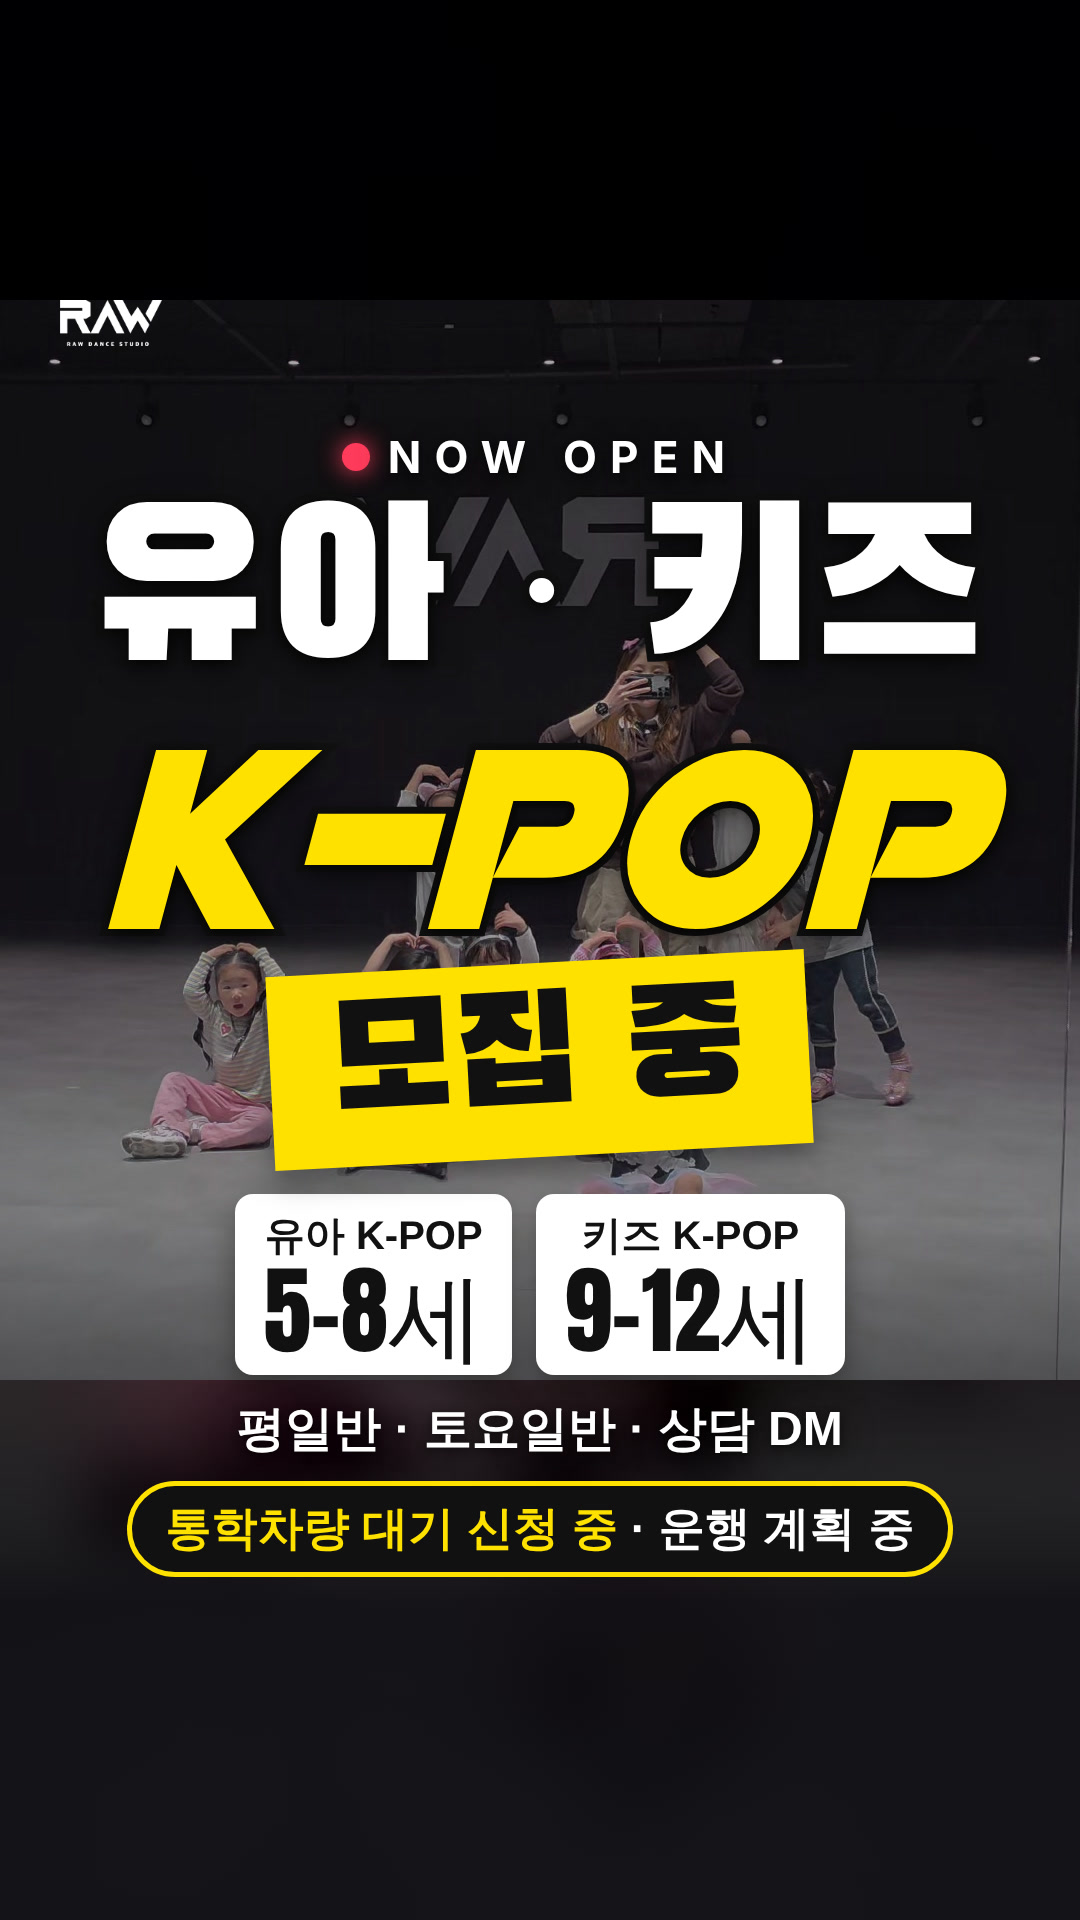 RAW
RAW DANCE STUDIO
NOW OPEN
RAW
유아 · 키즈
K-POP
모집 중
유아 K-POP
5-8세
키즈 K-POP
9-12세
평일반 · 토요일반 · 상담 DM
통학차량 대기 신청 중 · 운행 계획 중